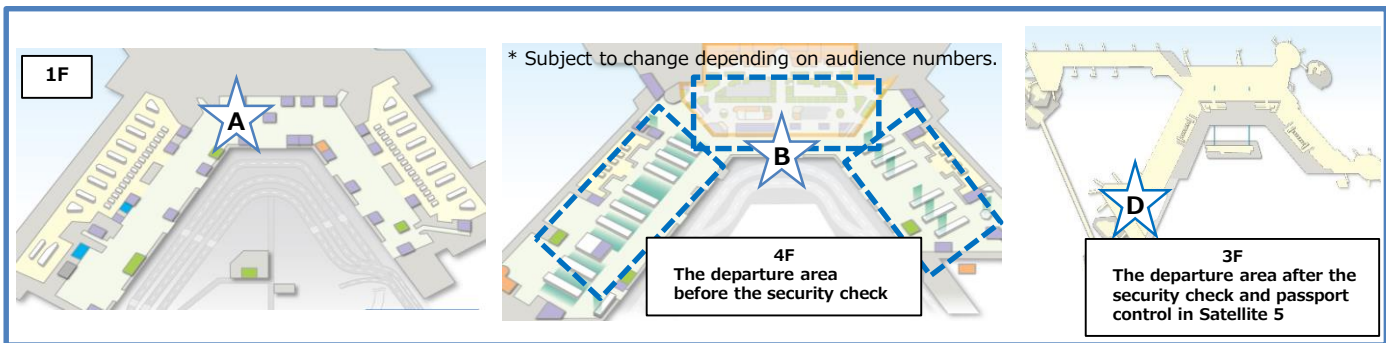 1F
A
* Subject to change depending on audience numbers.
B
4F
The departure area
before the security check
D
3F
The departure area after the
security check and passport
control in Satellite 5